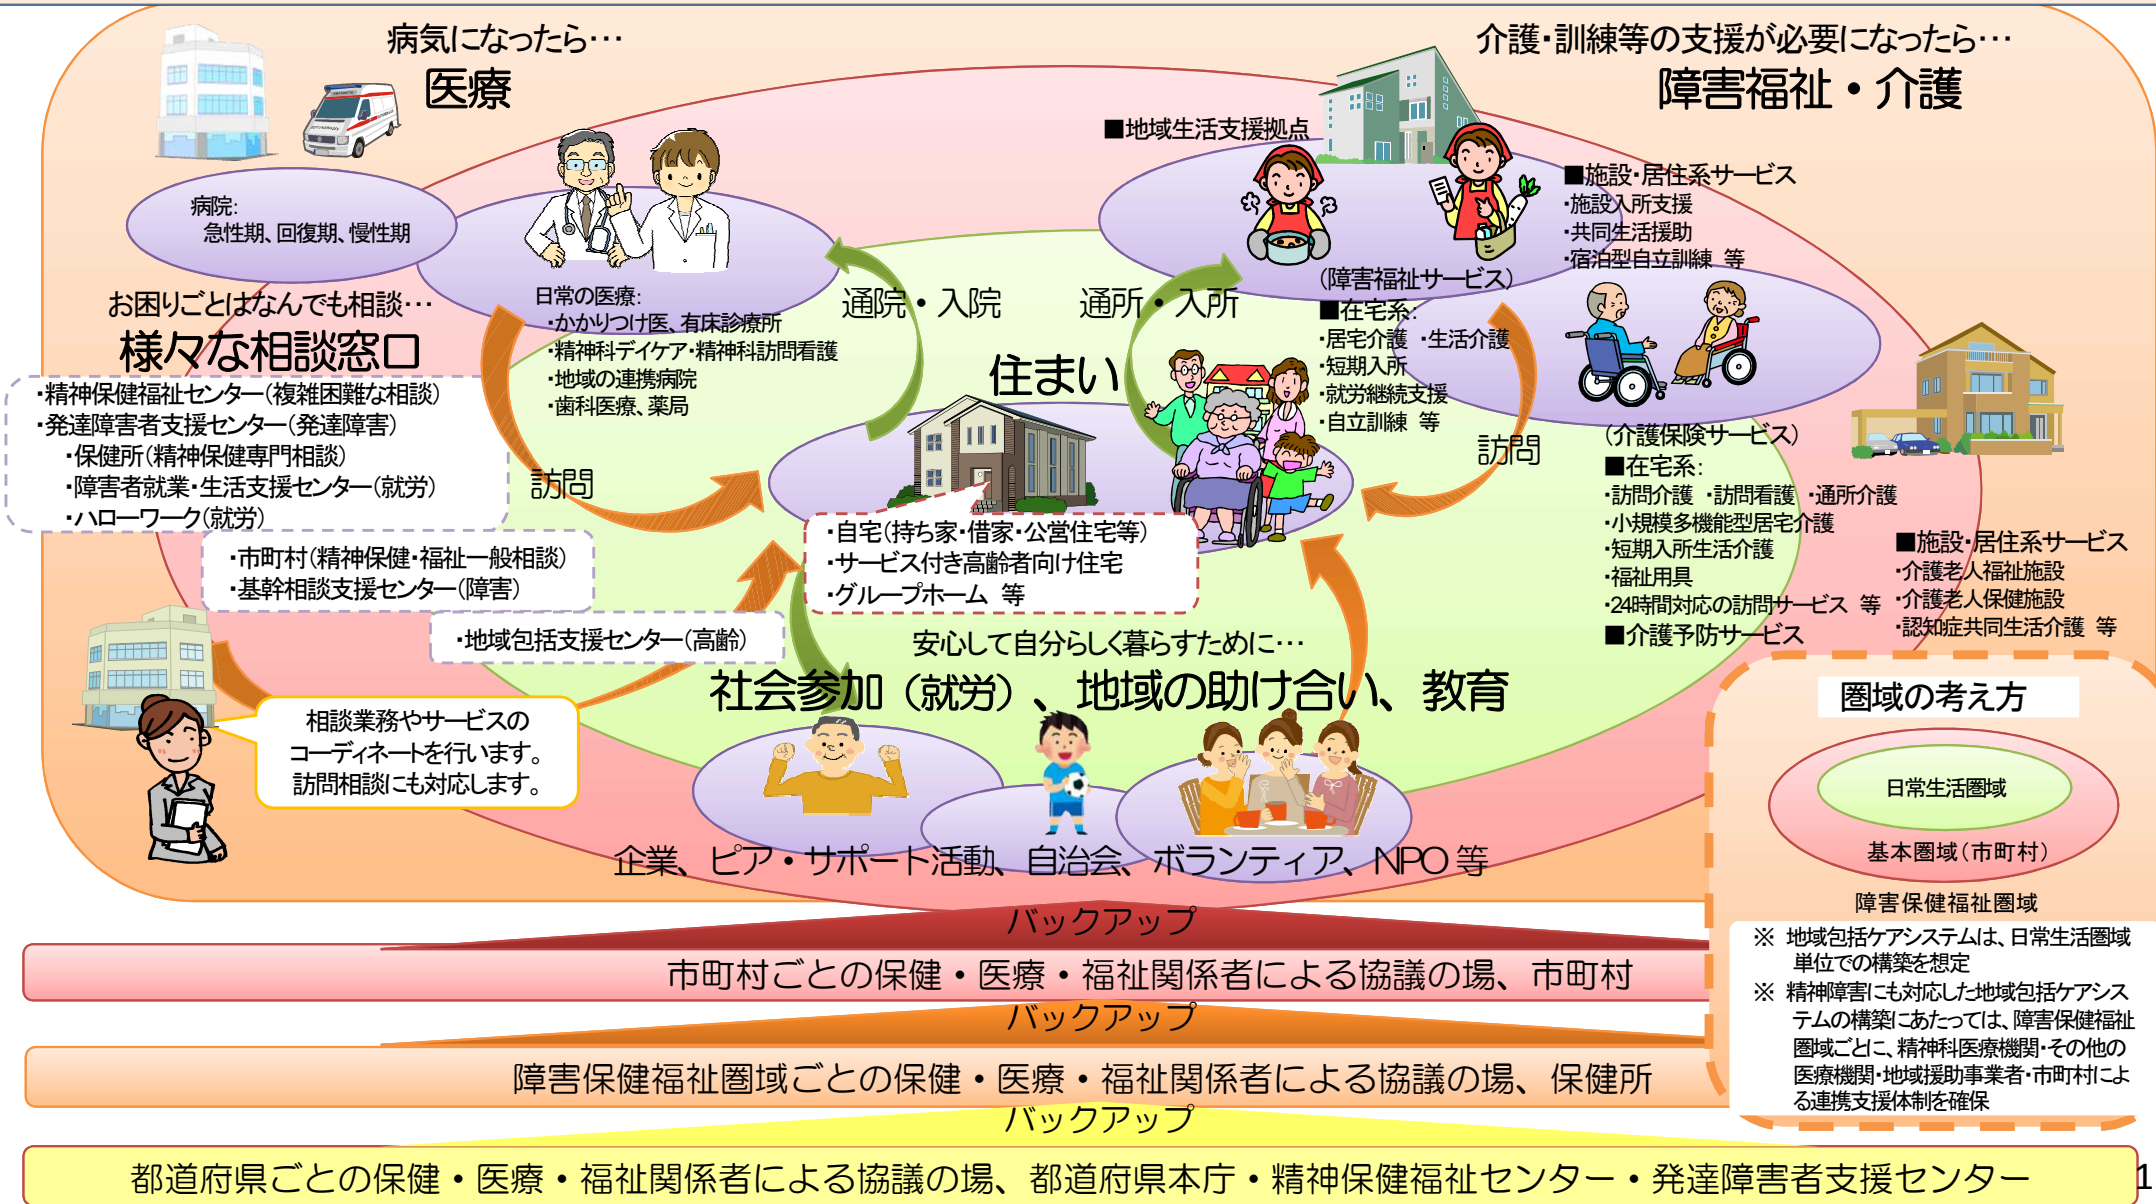 病気になったら…
医療
病院:
急性期、回復期、慢性期
日常の医療:
・かかりつけ医、有床診療所
・精神科デイケア・精神科訪問看護
・地域の連携病院
・歯科医療、薬局
通院・入院
訪問
お困りごとはなんでも相談…
様々な相談窓口
・精神保健福祉センター(複雑困難な相談)
・発達障害者支援センター(発達障害)
・保健所(精神保健専門相談)
・障害者就業・生活支援センター(就労)
・ハローワーク(就労)
・市町村(精神保健・福祉一般相談)
・基幹相談支援センター(障害)
・地域包括支援センター(高齢)
相談業務やサービスの
コーディネートを行います。
訪問相談にも対応します。
介護・訓練等の支援が必要になったら…
障害福祉・介護
■地域生活支援拠点
■施設・居住系サービス
・施設入所支援
・共同生活援助
・宿泊型自立訓練 等
通所・入所
(障害福祉サービス)
■在宅系:
・居宅介護 ・生活介護
・短期入所
・就労継続支援
・自立訓練 等
訪問
(介護保険サービス)
■在宅系:
・訪問介護 ・訪問看護 ・通所介護
・小規模多機能型居宅介護
・短期入所生活介護
・福祉用具
・24時間対応の訪問サービス 等
■介護予防サービス
■施設・居住系サービス
・介護老人福祉施設
・介護老人保健施設
・認知症共同生活介護 等
住まい
・自宅(持ち家・借家・公営住宅等)
・サービス付き高齢者向け住宅
・グループホーム 等
安心して自分らしく暮らすために…
社会参加(就労)、地域の助け合い、教育
企業、ピア・サポート活動、自治会、ボランティア、NPO 等
圏域の考え方
日常生活圏域
基本圏域(市町村)
障害保健福祉圏域
※ 地域包括ケアシステムは、日常生活圏域
単位での構築を想定
※ 精神障害にも対応した地域包括ケアシス
テムの構築にあたっては、障害保健福祉
圏域ごとに、精神科医療機関・その他の
医療機関・地域援助事業者・市町村によ
る連携支援体制を確保
バックアップ
市町村ごとの保健・医療・福祉関係者による協議の場、市町村
バックアップ
障害保健福祉圏域ごとの保健・医療・福祉関係者による協議の場、保健所
バックアップ
都道府県ごとの保健・医療・福祉関係者による協議の場、都道府県本庁・精神保健福祉センター・発達障害者支援センター
1